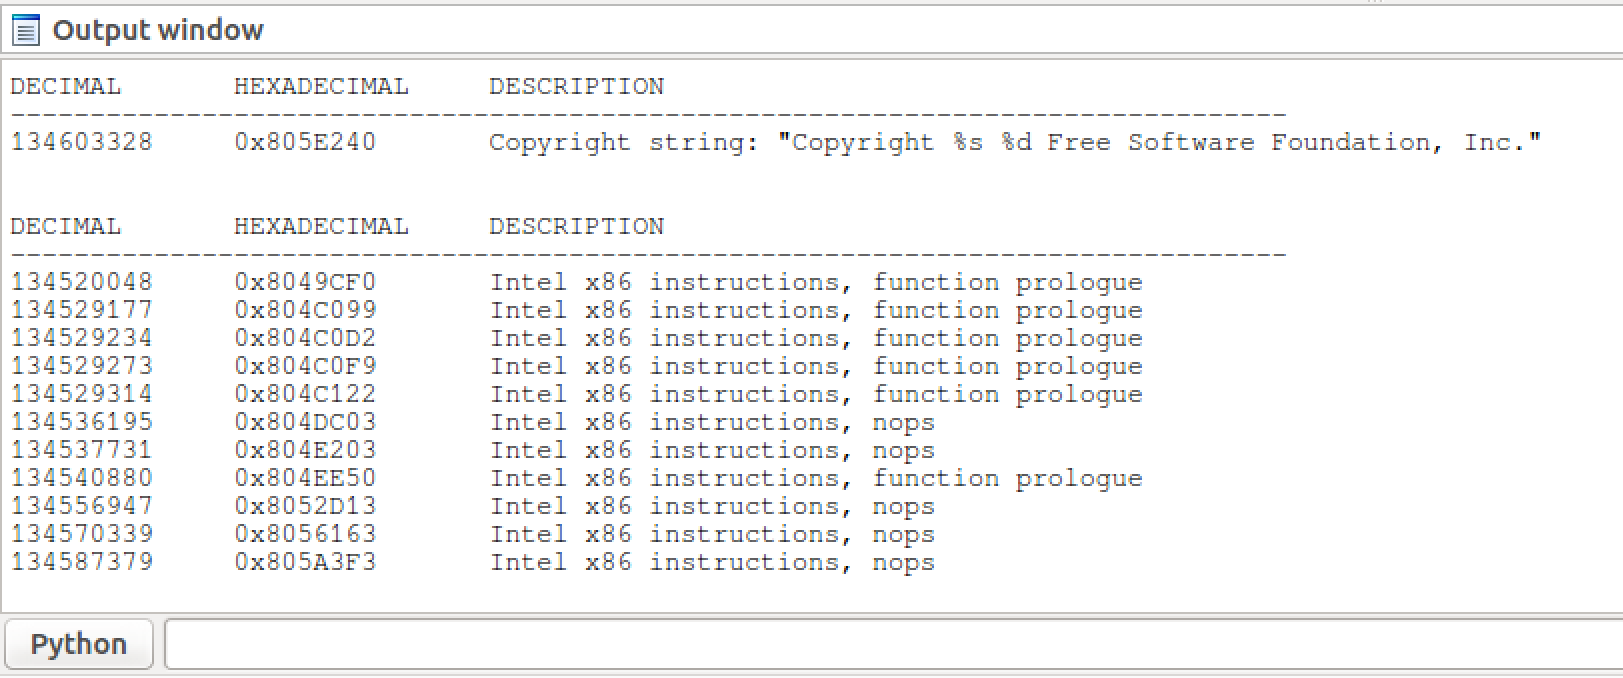 Output window
DECIMAL HEXADECIMAL DESCRIPTION
--------------------------------------------------------------------------------
134603328 0x805E240 Copyright string: "Copyright %s %d Free Software Foundation, Inc."
DECIMAL HEXADECIMAL DESCRIPTION
--------------------------------------------------------------------------------
134520048 0x8049CF0 Intel x86 instructions, function prologue
134529177 0x804C099 Intel x86 instructions, function prologue
134529234 0x804C0D2 Intel x86 instructions, function prologue
134529273 0x804C0F9 Intel x86 instructions, function prologue
134529314 0x804C122 Intel x86 instructions, function prologue
134536195 0x804DC03 Intel x86 instructions, nops
134537731 0x804E203 Intel x86 instructions, nops
134540880 0x804EE50 Intel x86 instructions, function prologue
134556947 0x8052D13 Intel x86 instructions, nops
134570339 0x8056163 Intel x86 instructions, nops
134587379 0x805A3F3 Intel x86 instructions, nops
Python